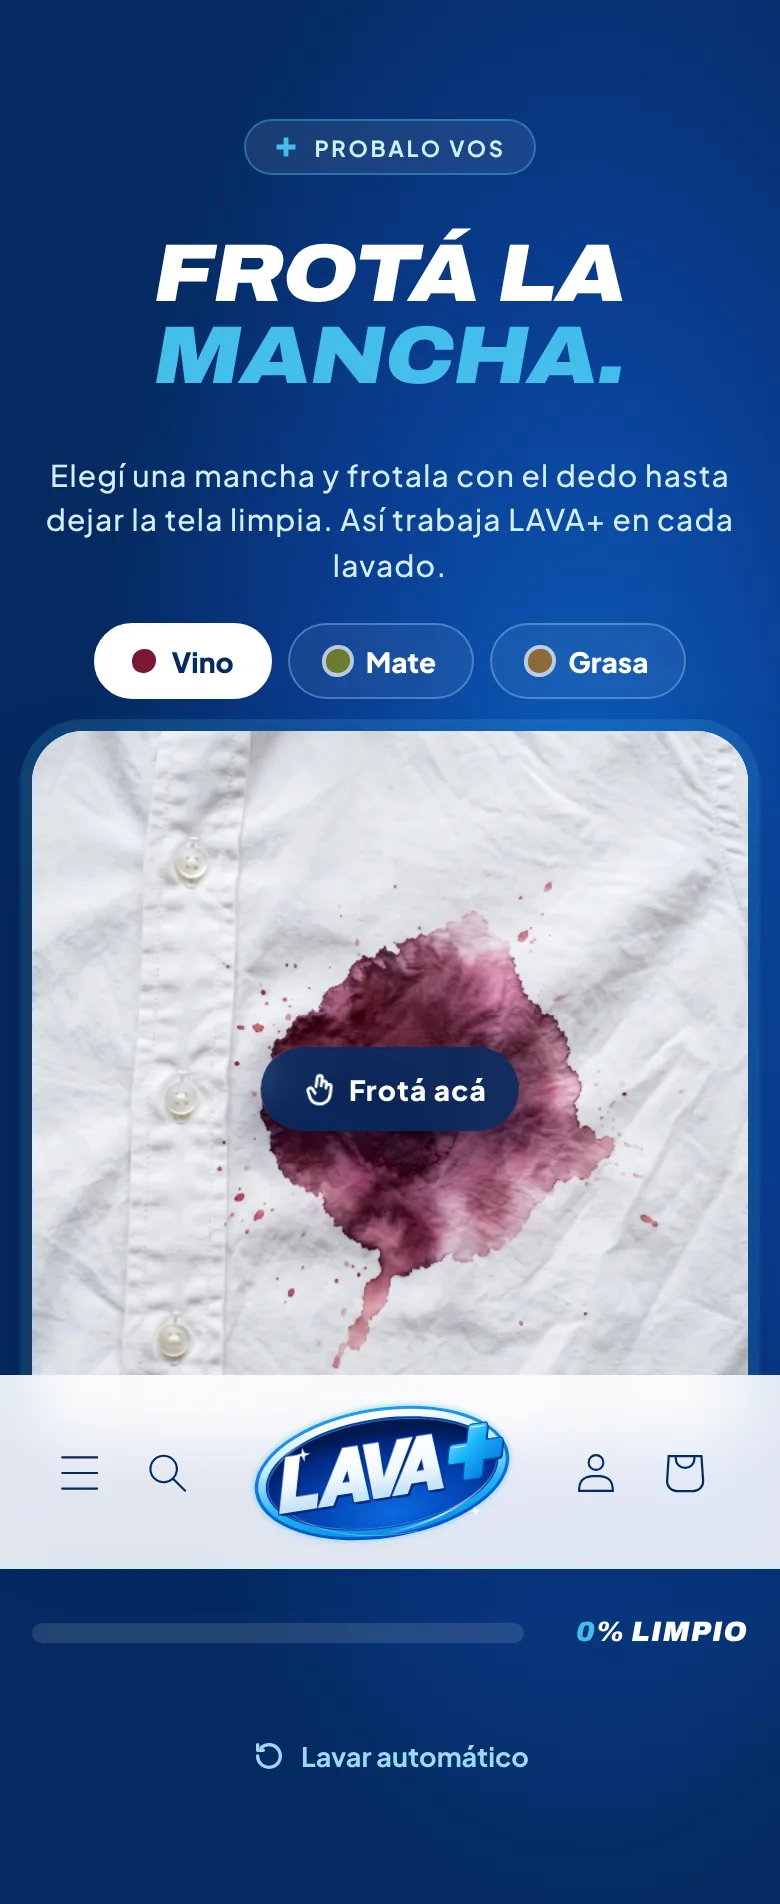 PROBALO VOS
FROTÁ LA
MANCHA.
Elegí una mancha y frotala con el dedo hasta
dejar la tela limpia. Así trabaja LAVA+ en cada
lavado.
Vino
Mate
Grasa
Frotá acá
LAVA+
0% LIMPIO
Lavar automático